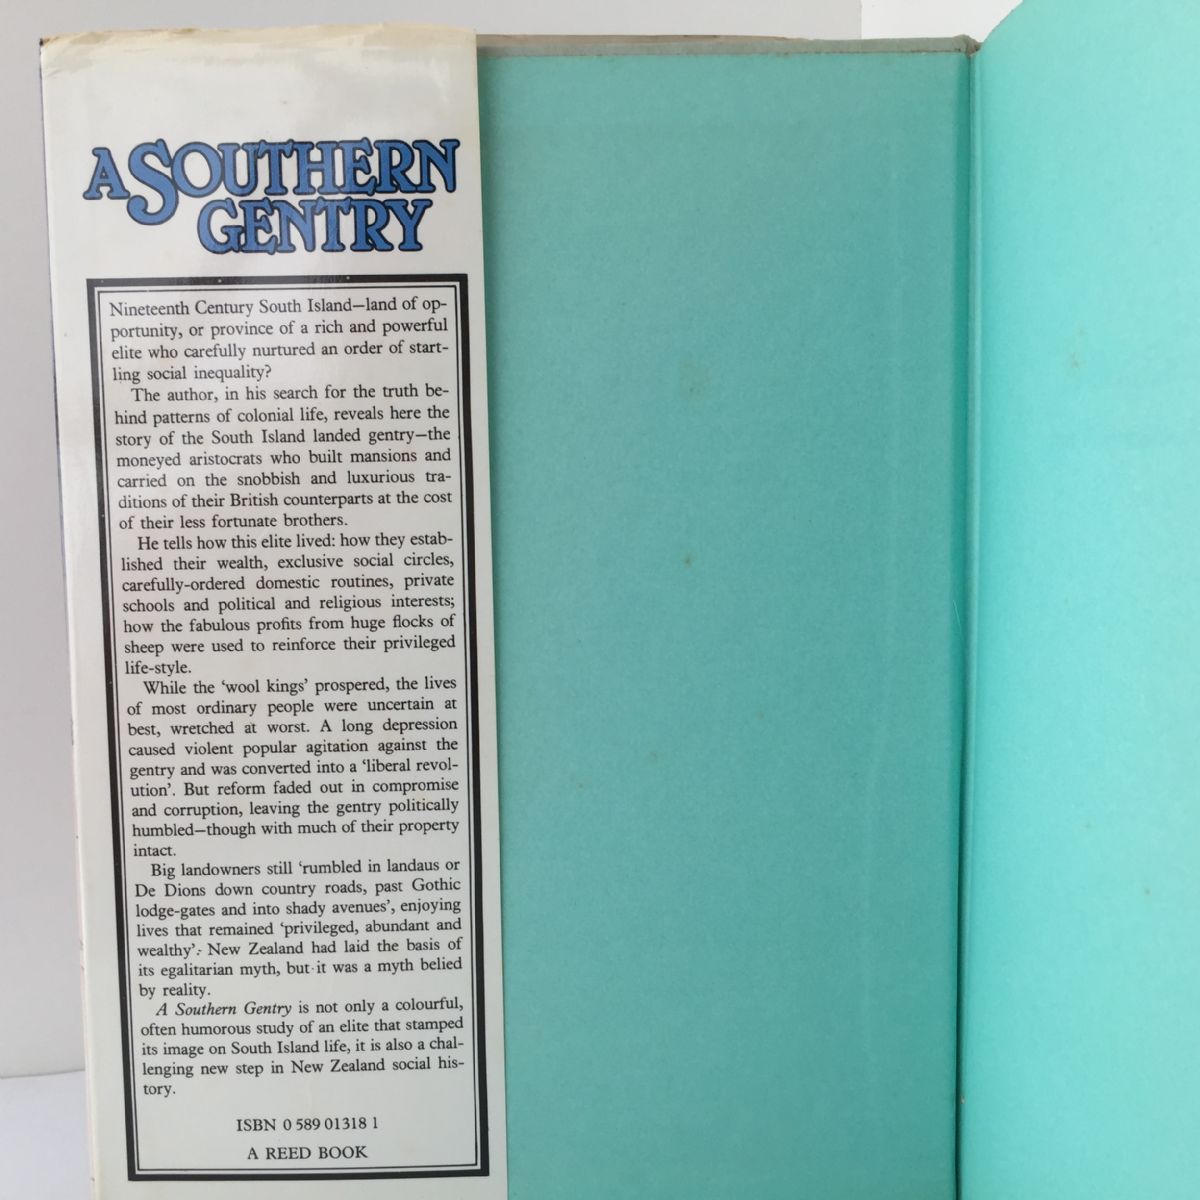 A SOUTHERN
GENTRY
Nineteenth Century South Island—land of op-
portunity, or province of a rich and powerful
elite who carefully nurtured an order of start-
ling social inequality?
The author, in his search for the truth be-
hind patterns of colonial life, reveals here the
story of the South Island landed gentry—the
moneyed aristocrats who built mansions and
carried on the snobbish and luxurious tra-
ditions of their British counterparts at the cost
of their less fortunate brothers.
He tells how this elite lived: how they estab-
lished their wealth, exclusive social circles,
carefully-ordered domestic routines, private
schools and political and religious interests;
how the fabulous profits from huge flocks of
sheep were used to reinforce their privileged
life-style.
While the ‘wool kings’ prospered, the lives
of most ordinary people were uncertain at
best, wretched at worst. A long depression
caused violent popular agitation against the
gentry and was converted into a ‘liberal revol-
ution’. But reform faded out in compromise
and corruption, leaving the gentry politically
humbled—though with much of their property
intact.
Big landowners still ‘rumbled in landaus or
De Dions down country roads, past Gothic
lodge-gates and into shady avenues’, enjoying
lives that remained ‘privileged, abundant and
wealthy’. New Zealand had laid the basis of
its egalitarian myth, but it was a myth belied
by reality.
A Southern Gentry is not only a colourful,
often humorous study of an elite that stamped
its image on South Island life, it is also a chal-
lenging new step in New Zealand social his-
tory.
ISBN 0 589 01318 1
A REED BOOK